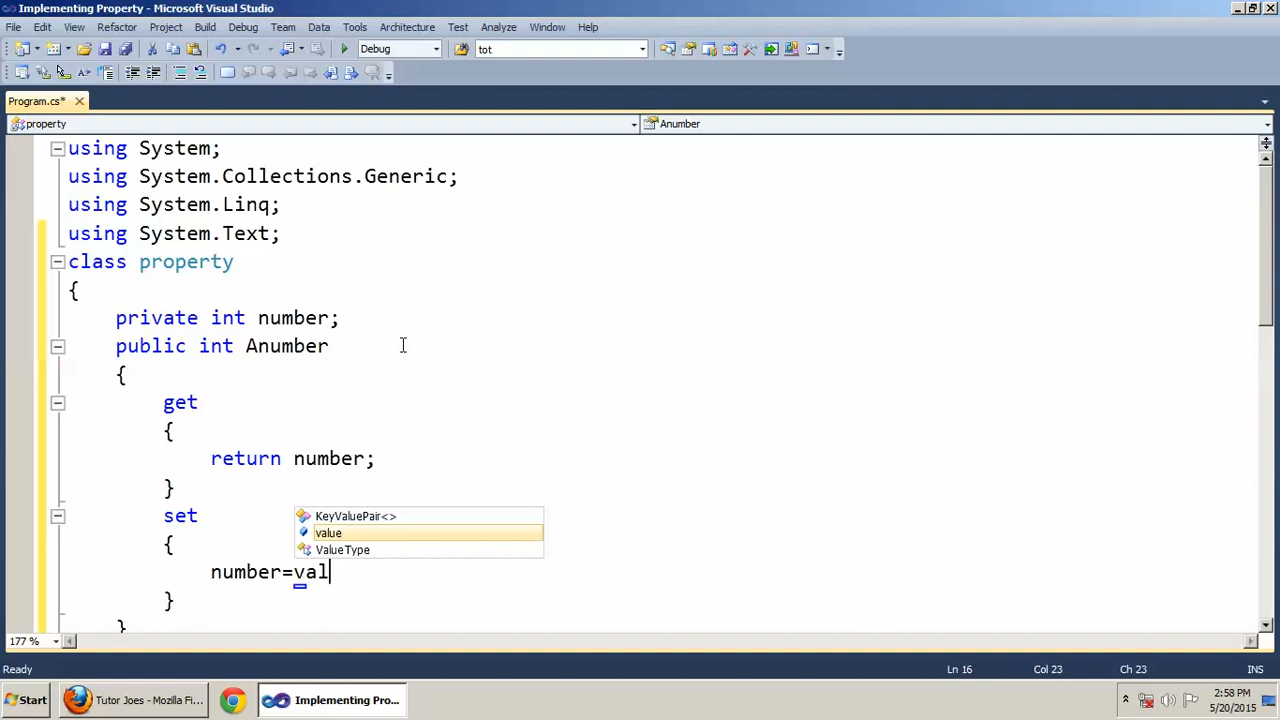 Implementing Property - Microsoft Visual Studio
File Edit View Refactor Project Build Debug Team Data Tools Architecture Test Analyze Window Help
Debug tot
Program.cs*
property Anumber
using System;
using System.Collections.Generic;
using System.Linq;
using System.Text;
class property
{
private int number;
public int Anumber
{
get
{
return number;
}
set
KeyValuePair<>
value
{
ValueType
number=val
}
}
177 %
Ready Ln 16 Col 23 Ch 23 INS
Start Tutor Joes - Mozilla Fi... Implementing Pro... 2:58 PM
5/20/2015